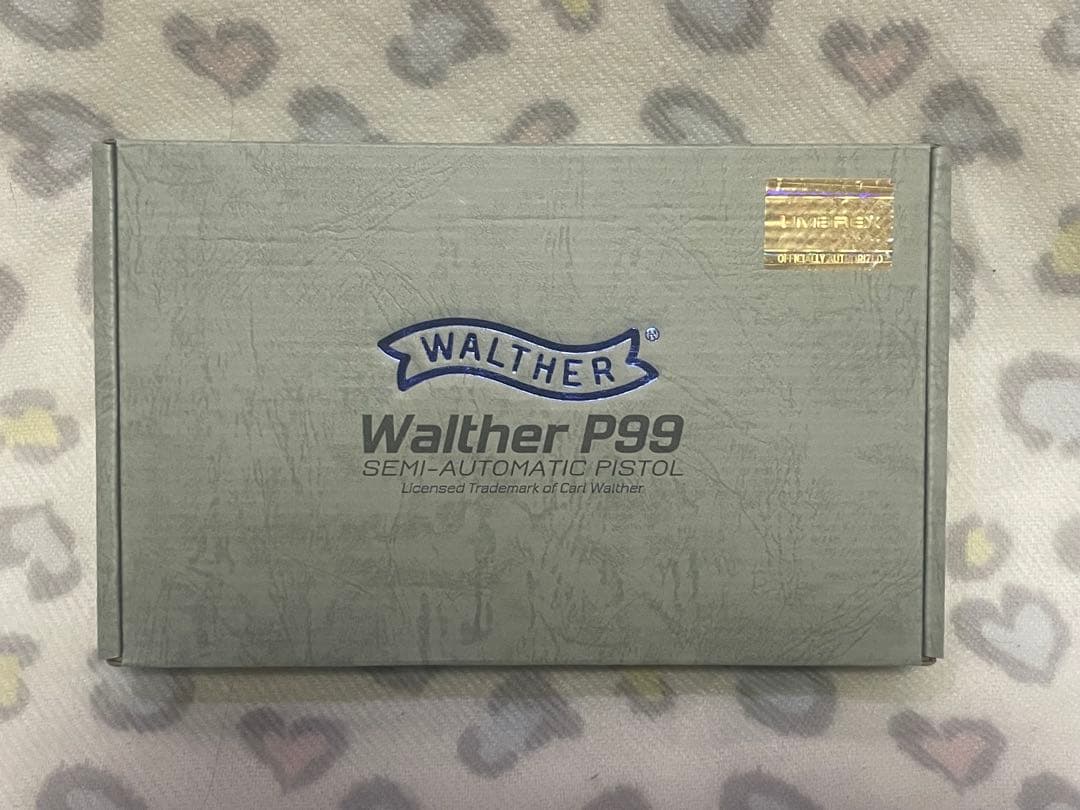 UMAREX
OFFICIALLY AUTHORIZED
WALTHER®
Walther P99
SEMI-AUTOMATIC PISTOL
Licensed Trademark of Carl Walther